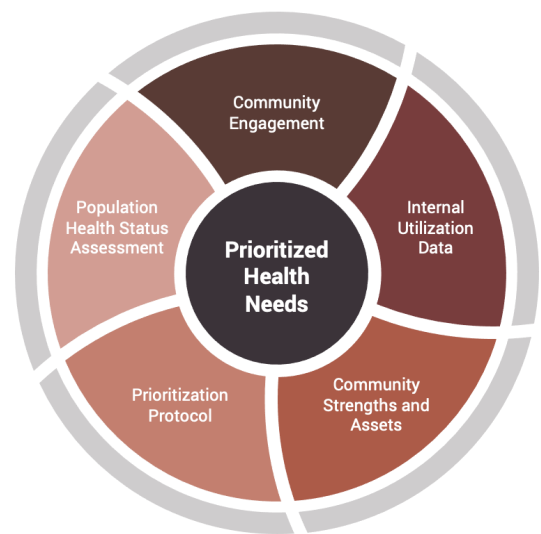 Community
Engagement
Internal
Utilization
Data
Community
Strengths and
Assets
Prioritization
Protocol
Population
Health Status
Assessment
Prioritized
Health
Needs